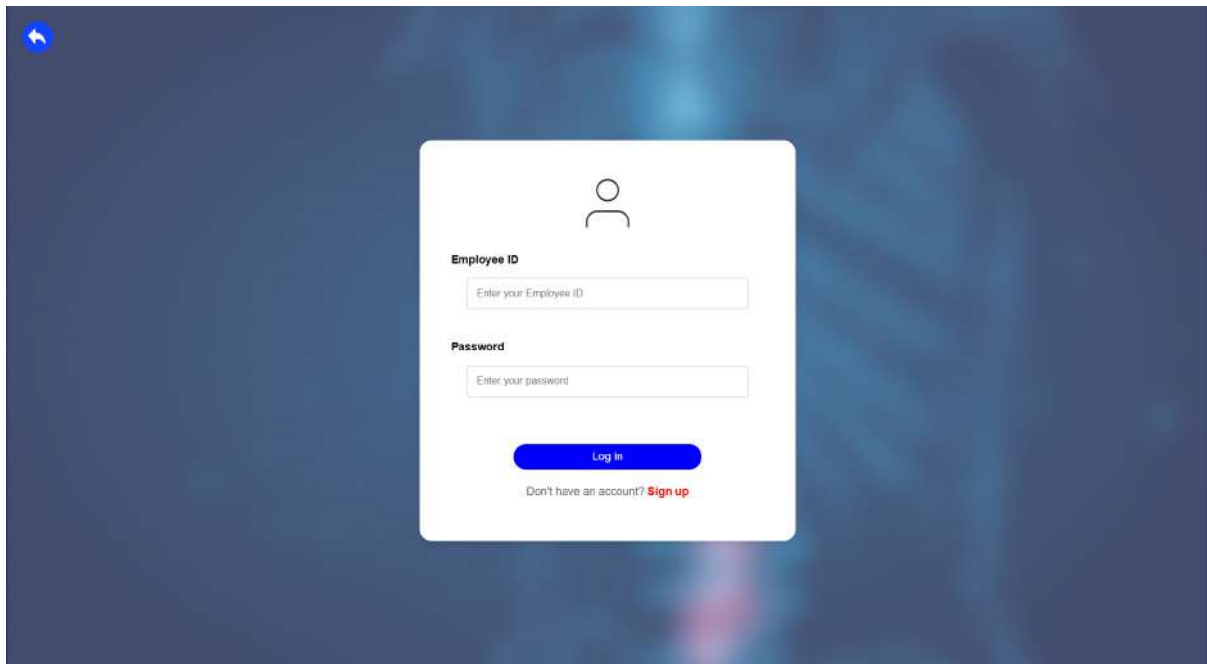 Employee ID
Enter your Employee ID
Password
Enter your password
Log in
Don't have an account? Sign up